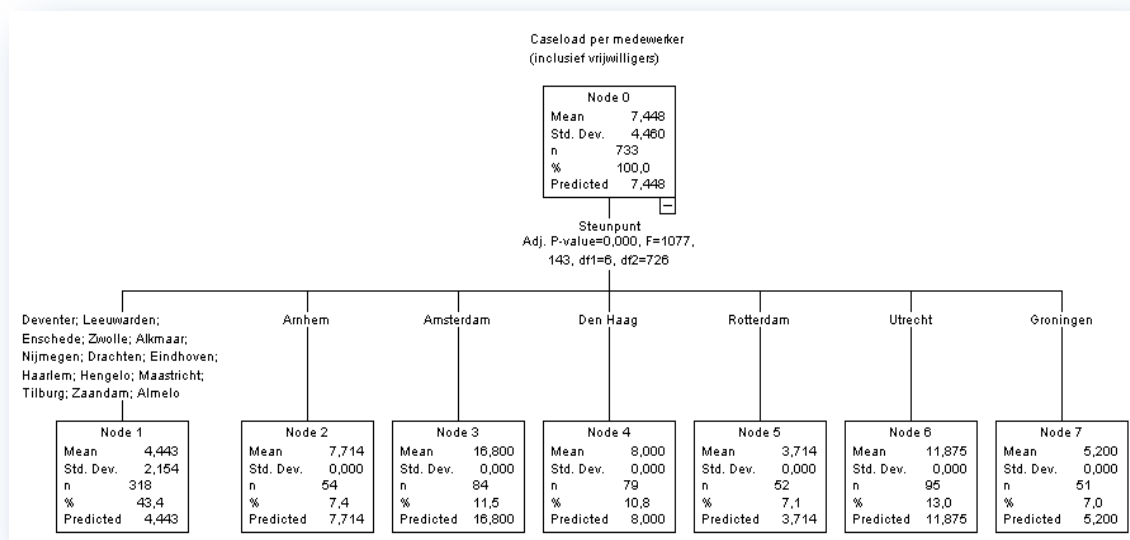 Caseload per medewerker
(inclusief vrijwilligers)
Node 0
Mean 7,448
Std. Dev. 4,460
n 733
% 100,0
Predicted 7,448
Steunpunt
Adj. P-value=0,000, F=1077,
143, df1=6, df2=726
Deventer; Leeuwarden;
Enschede; Zwolle; Alkmaar;
Nijmegen; Drachten; Eindhoven;
Haarlem; Hengelo; Maastricht;
Tilburg; Zaandam; Almelo
Node 1
Mean 4,443
Std. Dev. 2,154
n 318
% 43,4
Predicted 4,443
Arnhem
Node 2
Mean 7,714
Std. Dev. 0,000
n 54
% 7,4
Predicted 7,714
Amsterdam
Node 3
Mean 16,800
Std. Dev. 0,000
n 84
% 11,5
Predicted 16,800
Den Haag
Node 4
Mean 8,000
Std. Dev. 0,000
n 79
% 10,8
Predicted 8,000
Rotterdam
Node 5
Mean 3,714
Std. Dev. 0,000
n 52
% 7,1
Predicted 3,714
Utrecht
Node 6
Mean 11,875
Std. Dev. 0,000
n 95
% 13,0
Predicted 11,875
Groningen
Node 7
Mean 5,200
Std. Dev. 0,000
n 51
% 7,0
Predicted 5,200